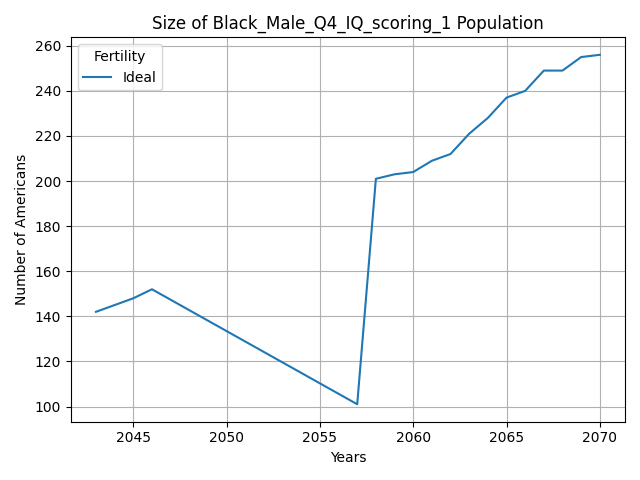 Size of Black_Male_Q4_IQ_scoring_1 Population
Fertility
Ideal
260
240
220
200
180
160
140
120
100
Number of Americans
2045 2050 2055 2060 2065 2070
Years